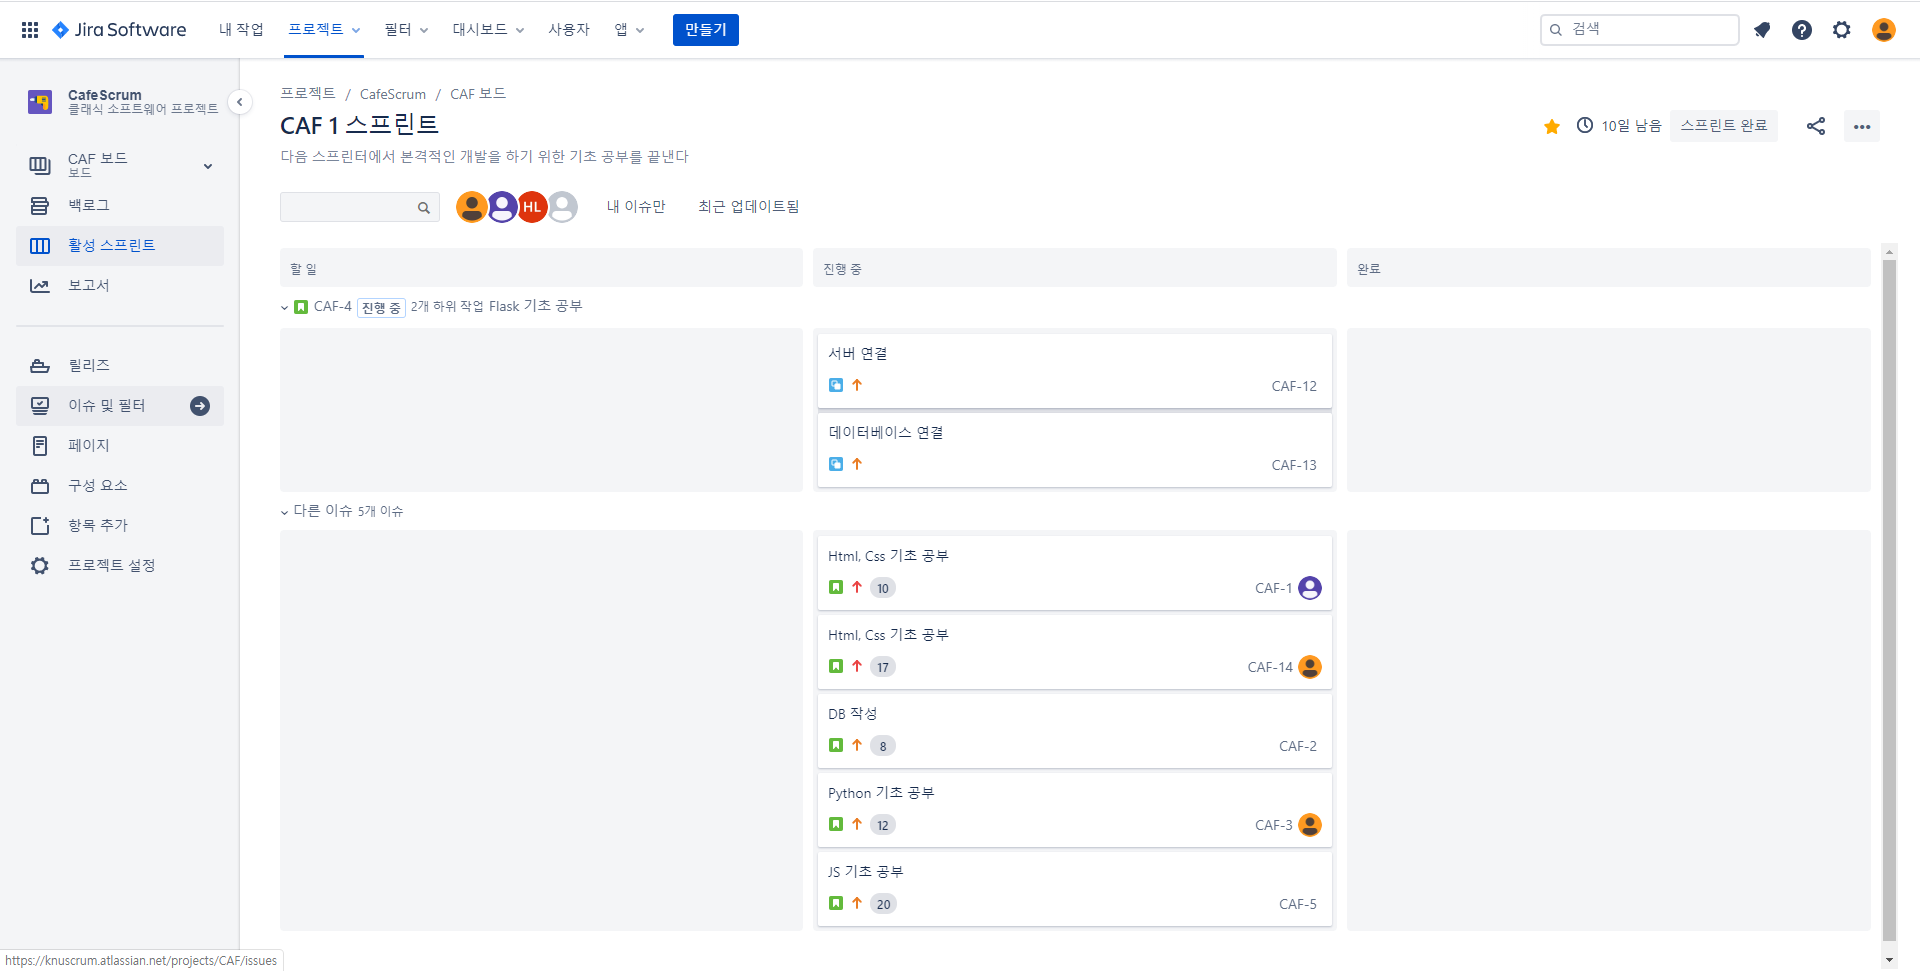 Jira Software 내 작업 프로젝트 필터 대시보드 사용자 앱 만들기 검색
CafeScrum
클래식 소프트웨어 프로젝트
CAF 보드
보드
백로그
활성 스프린트
보고서
릴리즈
이슈 및 필터
페이지
구성 요소
항목 추가
프로젝트 설정
프로젝트 / CafeScrum / CAF 보드
CAF 1 스프린트
10일 남음 스프린트 완료
다음 스프린터에서 본격적인 개발을 하기 위한 기초 공부를 끝낸다
HL 내 이슈만 최근 업데이트됨
할 일 진행 중 완료
CAF-4 진행 중 2개 하위 작업 Flask 기초 공부
서버 연결
CAF-12
데이터베이스 연결
CAF-13
다른 이슈 5개 이슈
Html, Css 기초 공부
10 CAF-1
Html, Css 기초 공부
17 CAF-14
DB 작성
8 CAF-2
Python 기초 공부
12 CAF-3
JS 기초 공부
20 CAF-5
https://knuscrum.atlassian.net/projects/CAF/issues